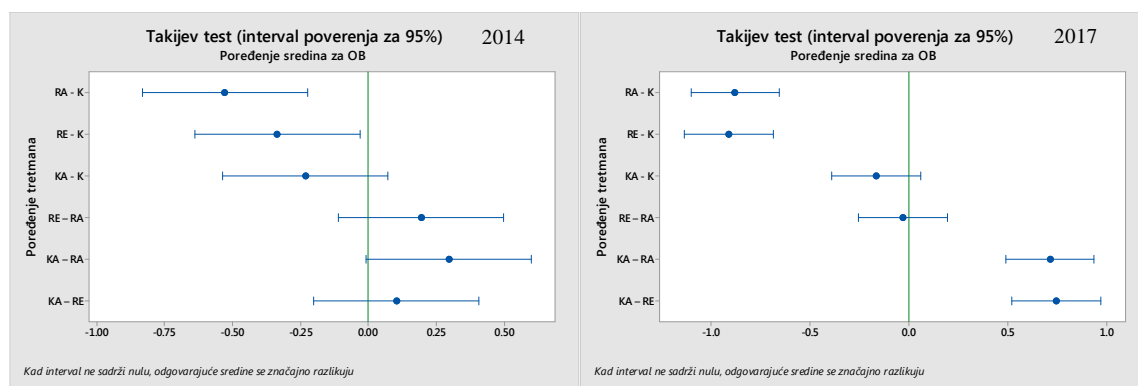 Takijev test (interval poverenja za 95%) 2014
Poređenje sredina za OB
Poređenje tretmana
RA - K
RE - K
KA - K
RE – RA
KA – RA
KA – RE
-1.00 -0.75 -0.50 -0.25 0.00 0.25 0.50
Kad interval ne sadrži nulu, odgovarajuće sredine se značajno razlikuju
Takijev test (interval poverenja za 95%) 2017
Poređenje sredina za OB
Poređenje tretmana
RA - K
RE - K
KA - K
RE – RA
KA – RA
KA – RE
-1.0 -0.5 0.0 0.5 1.0
Kad interval ne sadrži nulu, odgovarajuće sredine se značajno razlikuju